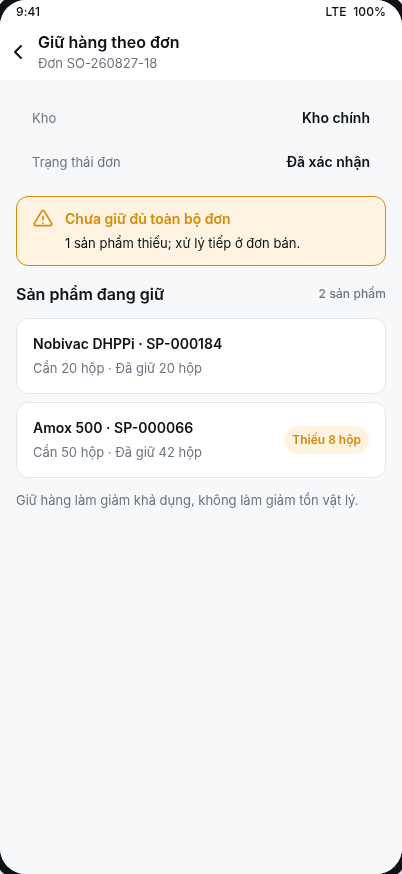 9:41
LTE 100%
Giữ hàng theo đơn
Đơn SO-260827-18
Kho
Kho chính
Trạng thái đơn
Đã xác nhận
Chưa giữ đủ toàn bộ đơn
1 sản phẩm thiếu; xử lý tiếp ở đơn bán.
Sản phẩm đang giữ
2 sản phẩm
Nobivac DHPPi · SP-000184
Cần 20 hộp · Đã giữ 20 hộp
Amox 500 · SP-000066
Cần 50 hộp · Đã giữ 42 hộp
Thiếu 8 hộp
Giữ hàng làm giảm khả dụng, không làm giảm tồn vật lý.